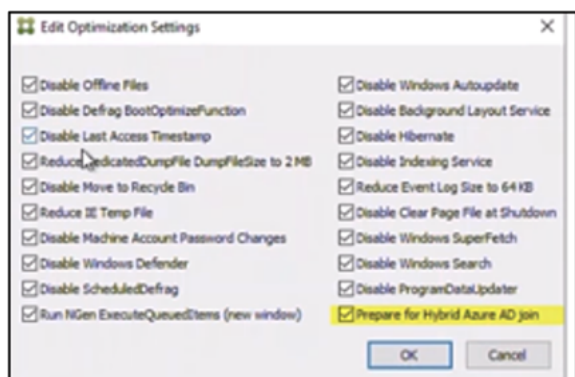 Edit Optimization Settings
Disable Offline Files
Disable Defrag BootOptimizeFunction
Disable Last Access Timestamp
Reduce DedicatedDumpFile DumpFileSize to 2 MB
Disable Move to Recycle Bin
Reduce IE Temp File
Disable Machine Account Password Changes
Disable Windows Defender
Disable ScheduledDefrag
Run NGen ExecuteQueuedItems (new window)
Disable Windows Autoupdate
Disable Background Layout Service
Disable Hibernate
Disable Indexing Service
Reduce Event Log Size to 64 KB
Disable Clear Page File at Shutdown
Disable Windows SuperFetch
Disable Windows Search
Disable ProgramDataUpdater
Prepare for Hybrid Azure AD join
OK
Cancel